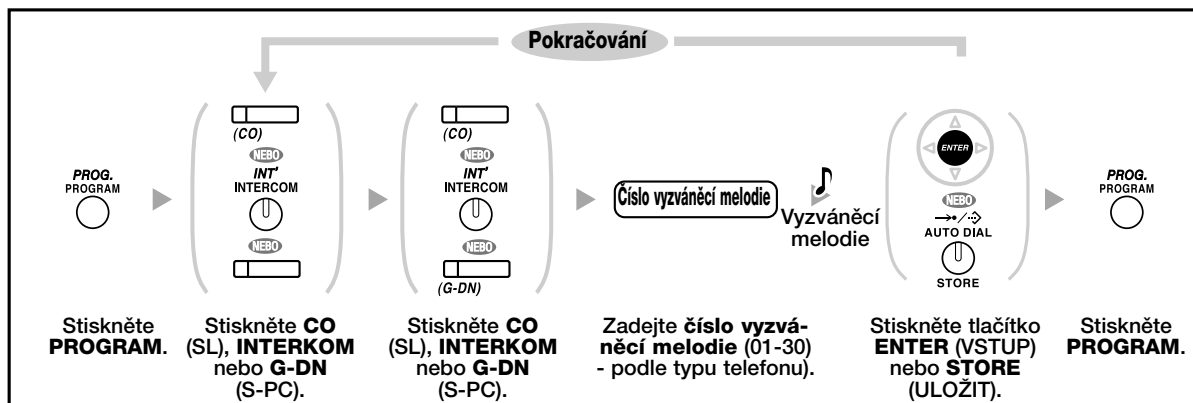 Pokračování
PROG.
PROGRAM
(CO)
NEBO
INT'
INTERCOM
NEBO
(CO)
NEBO
INT'
INTERCOM
NEBO
(G-DN)
Číslo vyzváněcí melodie
Vyzváněcí
melodie
ENTER
NEBO
AUTO DIAL
STORE
PROG.
PROGRAM
Stiskněte
PROGRAM.
Stiskněte CO
(SL), INTERKOM
nebo G-DN
(S-PC).
Stiskněte CO
(SL), INTERKOM
nebo G-DN
(S-PC).
Zadejte číslo vyzvá-
něcí melodie (01-30)
- podle typu telefonu).
Stiskněte tlačítko
ENTER (VSTUP)
nebo STORE
(ULOŽIT).
Stiskněte
PROGRAM.